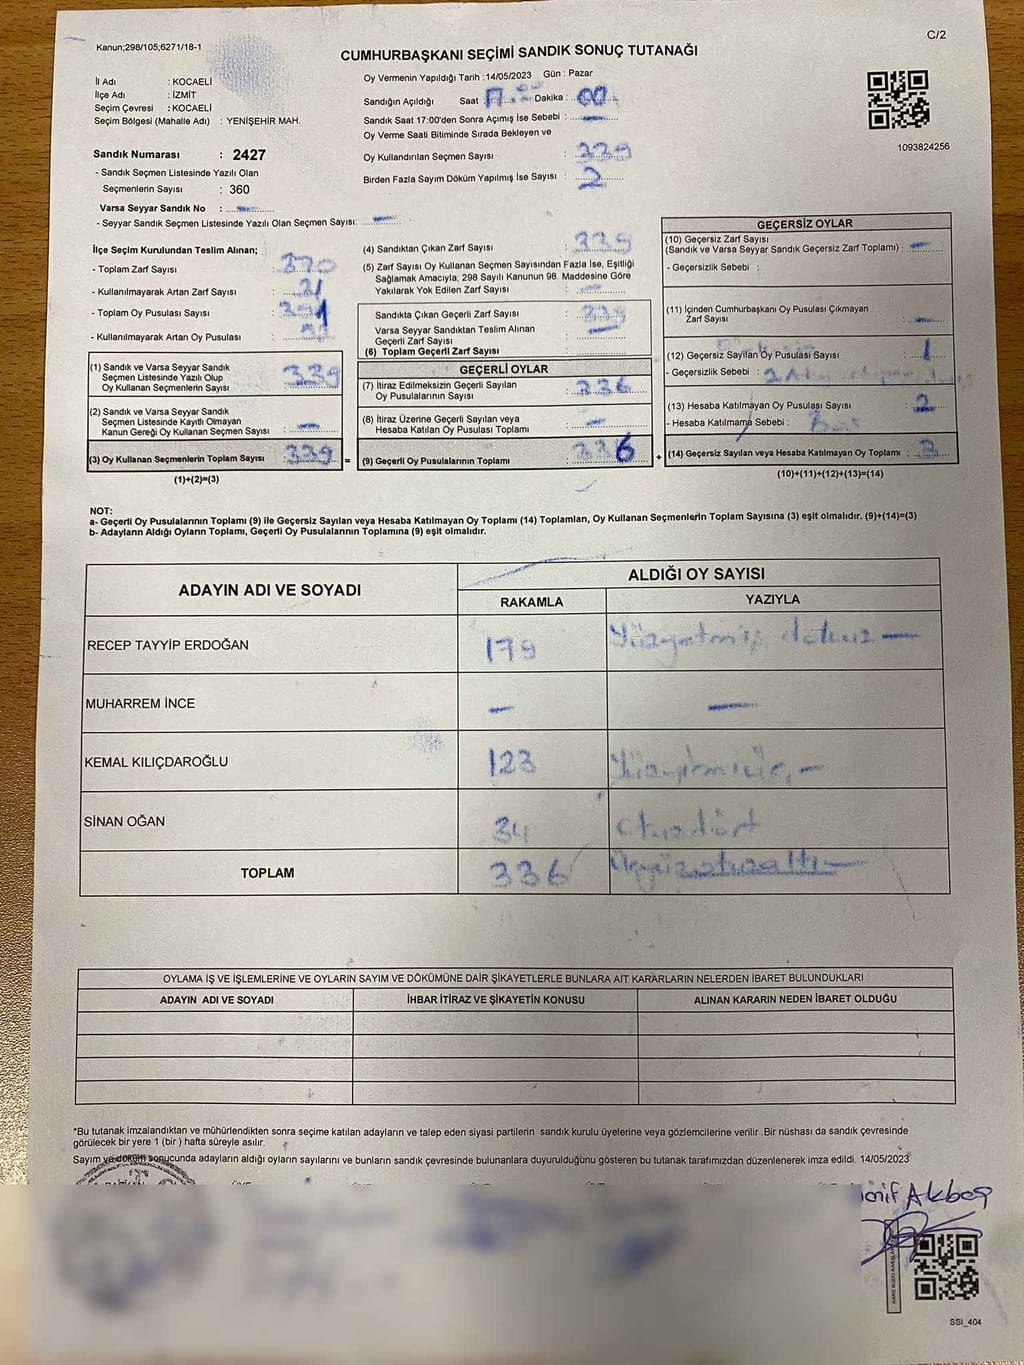 Kanun;298/105;6271/18-1
C/2
CUMHURBAŞKANI SEÇİMİ SANDIK SONUÇ TUTANAĞI
İl Adı : KOCAELİ
İlçe Adı : İZMİT
Seçim Çevresi : KOCAELİ
Seçim Bölgesi (Mahalle Adı) : YENİŞEHİR MAH.
Sandık Numarası : 2427
- Sandık Seçmen Listesinde Yazılı Olan
Seçmenlerin Sayısı : 360
Varsa Seyyar Sandık No : —
- Seyyar Sandık Seçmen Listesinde Yazılı Olan Seçmen Sayısı: —
Oy Vermenin Yapıldığı Tarih :14/05/2023 Gün : Pazar
Sandığın Açıldığı Saat : 17:00 Dakika : 00
Sandık Saat 17:00'den Sonra Açımış İse Sebebi : —
Oy Verme Saati Bitiminde Sırada Bekleyen ve
Oy Kullandırılan Seçmen Sayısı : 339
Birden Fazla Sayım Döküm Yapılmış İse Sayısı : 2
1093824256
İlçe Seçim Kurulundan Teslim Alınan;
- Toplam Zarf Sayısı : 370
- Kullanılmayarak Artan Zarf Sayısı : 31
- Toplam Oy Pusulası Sayısı :
- Kullanılmayarak Artan Oy Pusulası :
(1) Sandık ve Varsa Seyyar Sandık
Seçmen Listesinde Yazılı Olup
Oy Kullanan Seçmenlerin Sayısı : 339
(2) Sandık ve Varsa Seyyar Sandık
Seçmen Listesinde Kayıtlı Olmayan
Kanun Gereği Oy Kullanan Seçmen Sayısı : —
(3) Oy Kullanan Seçmenlerin Toplam Sayısı : 339
(1)+(2)=(3)
(4) Sandıktan Çıkan Zarf Sayısı : 339
(5) Zarf Sayısı Oy Kullanan Seçmen Sayısından Fazla İse, Eşitliği
Sağlamak Amacıyla; 298 Sayılı Kanunun 98. Maddesine Göre
Yakılarak Yok Edilen Zarf Sayısı : —
Sandıkta Çıkan Geçerli Zarf Sayısı : 339
Varsa Seyyar Sandıktan Teslim Alınan
Geçerli Zarf Sayısı : —
(6) Toplam Geçerli Zarf Sayısı :
GEÇERLİ OYLAR
(7) İtiraz Edilmeksizin Geçerli Sayılan
Oy Pusulalarının Sayısı : 336
(8) İtiraz Üzerine Geçerli Sayılan veya
Hesaba Katılan Oy Pusulası Toplamı : —
= (9) Geçerli Oy Pusulalarının Toplamı : 336
GEÇERSİZ OYLAR
(10) Geçersiz Zarf Sayısı
(Sandık ve Varsa Seyyar Sandık Geçersiz Zarf Toplamı) : —
- Geçersizlik Sebebi :
(11) İçinden Cumhurbaşkanı Oy Pusulası Çıkmayan
Zarf Sayısı : —
(12) Geçersiz Sayılan Oy Pusulası Sayısı : 1
- Geçersizlik Sebebi :
(13) Hesaba Katılmayan Oy Pusulası Sayısı : 2
- Hesaba Katılmama Sebebi : Boş
+ (14) Geçersiz Sayılan veya Hesaba Katılmayan Oy Toplamı : 3
(10)+(11)+(12)+(13)=(14)
NOT:
a- Geçerli Oy Pusulalarının Toplamı (9) ile Geçersiz Sayılan veya Hesaba Katılmayan Oy Toplamı (14) Toplamları, Oy Kullanan Seçmenlerin Toplam Sayısına (3) eşit olmalıdır. (9)+(14)=(3)
b- Adayların Aldığı Oyların Toplamı, Geçerli Oy Pusulalarının Toplamına (9) eşit olmalıdır.
ADAYIN ADI VE SOYADI
ALDIĞI OY SAYISI
RAKAMLA YAZIYLA
RECEP TAYYİP ERDOĞAN 179 Yüzyetmiş dokuz —
MUHARREM İNCE — —
KEMAL KILIÇDAROĞLU 123 Yüzyirmiüç —
SİNAN OĞAN 34 otuzdört
TOPLAM 336 Üçyüzotuzaltı —
OYLAMA İŞ VE İŞLEMLERİNE VE OYLARIN SAYIM VE DÖKÜMÜNE DAİR ŞİKAYETLERLE BUNLARA AİT KARARLARIN NELERDEN İBARET BULUNDUKLARI
ADAYIN ADI VE SOYADI İHBAR İTİRAZ VE ŞİKAYETİN KONUSU ALINAN KARARIN NEDEN İBARET OLDUĞU
*Bu tutanak imzalandıktan ve mühürlendikten sonra seçime katılan adayların ve talep eden siyasi partilerin sandık kurulu üyelerine veya gözlemcilerine verilir .Bir nüshası da sandık çevresinde
görülecek bir yere 1 (bir ) hafta süreyle asılır.
Sayım ve döküm sonucunda adayların aldığı oyların sayılarını ve bunların sandık çevresinde bulunanlara duyurulduğunu gösteren bu tutanak tarafımızdan düzenlenerek imza edildi. 14/05/2023
Akbaş
SSI_404